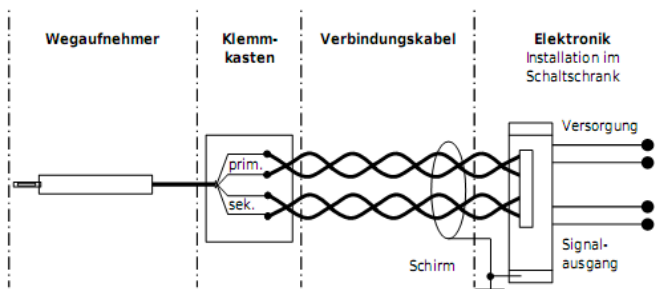 Wegaufnehmer
Klemm-
kasten
Verbindungskabel
Elektronik
Installation im
Schaltschrank
Versorgung
prim.
sek.
Schirm
Signal-
ausgang